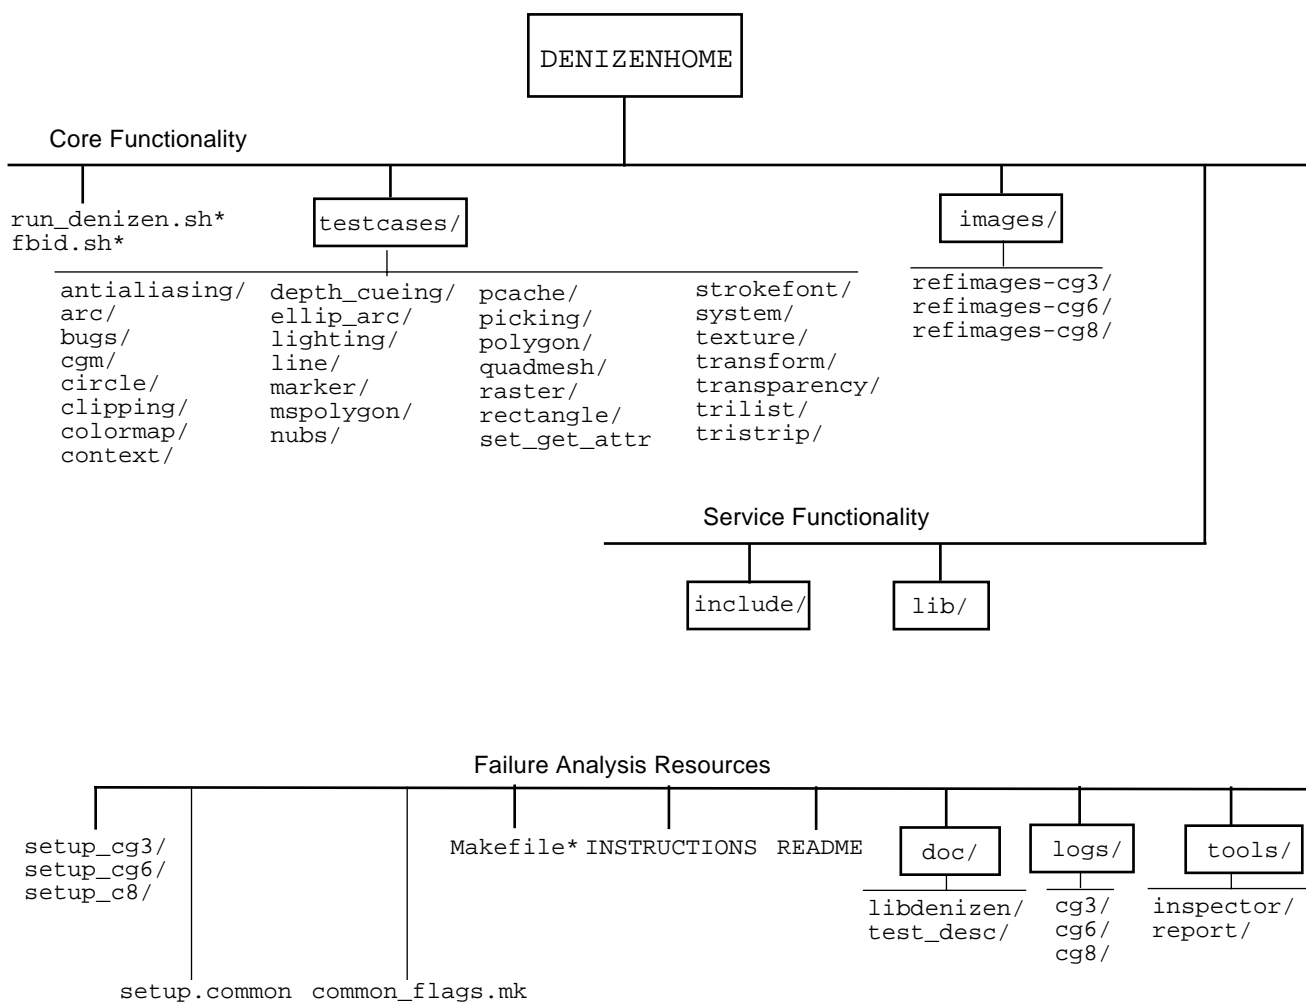 DENIZENHOME
Core Functionality
run_denizen.sh*
fbid.sh*
testcases/
images/
antialiasing/
arc/
bugs/
cgm/
circle/
clipping/
colormap/
context/
depth_cueing/
ellip_arc/
lighting/
line/
marker/
mspolygon/
nubs/
pcache/
picking/
polygon/
quadmesh/
raster/
rectangle/
set_get_attr
strokefont/
system/
texture/
transform/
transparency/
trilist/
tristrip/
refimages-cg3/
refimages-cg6/
refimages-cg8/
Service Functionality
include/
lib/
Failure Analysis Resources
setup_cg3/
setup_cg6/
setup_c8/
setup.common
common_flags.mk
Makefile*
INSTRUCTIONS
README
doc/
libdenizen/
test_desc/
logs/
cg3/
cg6/
cg8/
tools/
inspector/
report/